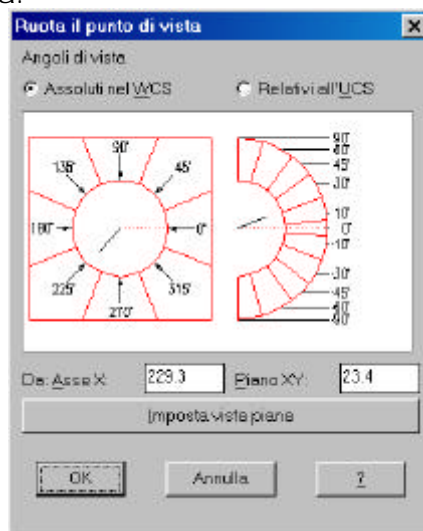 a.
Ruota il punto di vista
Angoli di vista
Assoluti nel WCS Relativi all'UCS
90°
135° 45°
180° 0°
225° 315°
270°
90°
60°
45°
30°
10°
0°
-10°
-30°
-45°
-60°
-90°
Da: Asse X: 229.3 Piano XY: 23.4
Imposta vista piana
OK Annulla ?